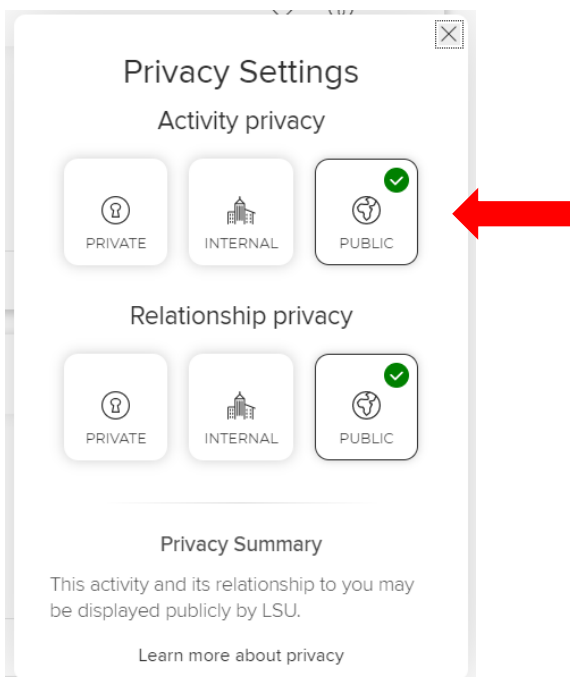 Privacy Settings
Activity privacy
PRIVATE INTERNAL PUBLIC
Relationship privacy
PRIVATE INTERNAL PUBLIC
Privacy Summary
This activity and its relationship to you may
be displayed publicly by LSU.
Learn more about privacy